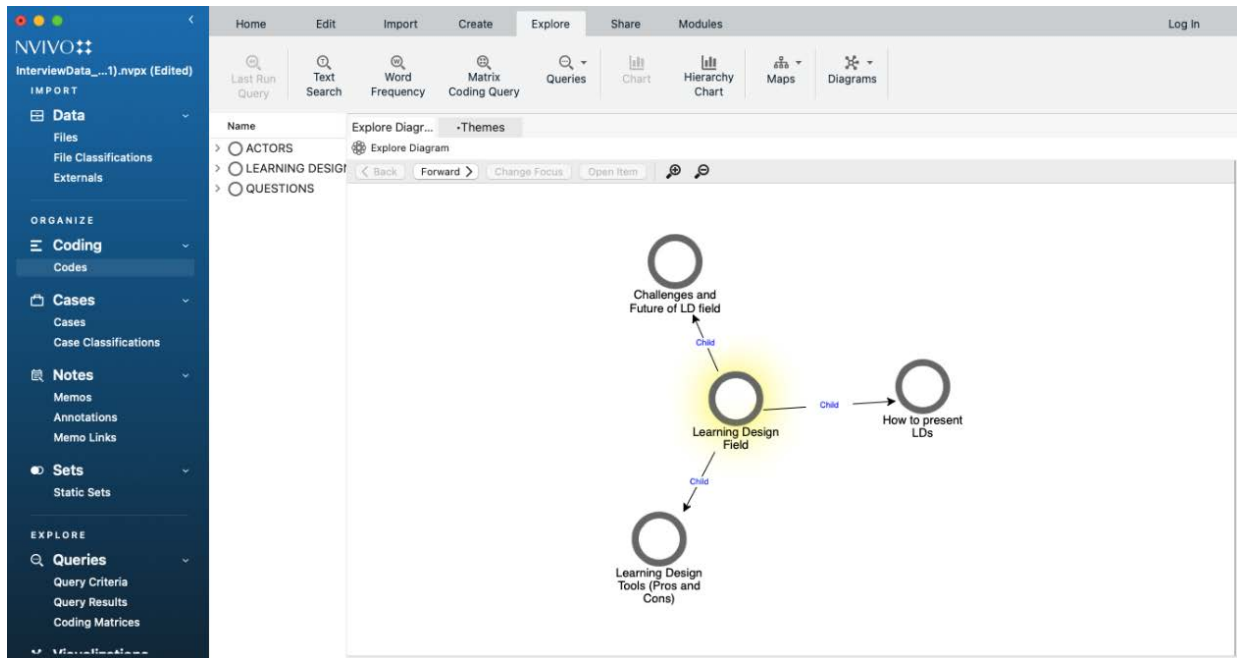 Home Edit Import Create Explore Share Modules Log In
NVIVO
InterviewData_...1).nvpx (Edited)
IMPORT
Data
Files
File Classifications
Externals
ORGANIZE
Coding
Codes
Cases
Cases
Case Classifications
Notes
Memos
Annotations
Memo Links
Sets
Static Sets
EXPLORE
Queries
Query Criteria
Query Results
Coding Matrices
Last Run
Query
Text
Search
Word
Frequency
Matrix
Coding Query
Queries
Chart
Hierarchy
Chart
Maps
Diagrams
Name
ACTORS
LEARNING DESIGN
QUESTIONS
Explore Diagr... •Themes
Explore Diagram
Back Forward Change Focus Open Item
Challenges and
Future of LD field
Child
Learning Design
Field
Child
How to present
LDs
Child
Learning Design
Tools (Pros and
Cons)